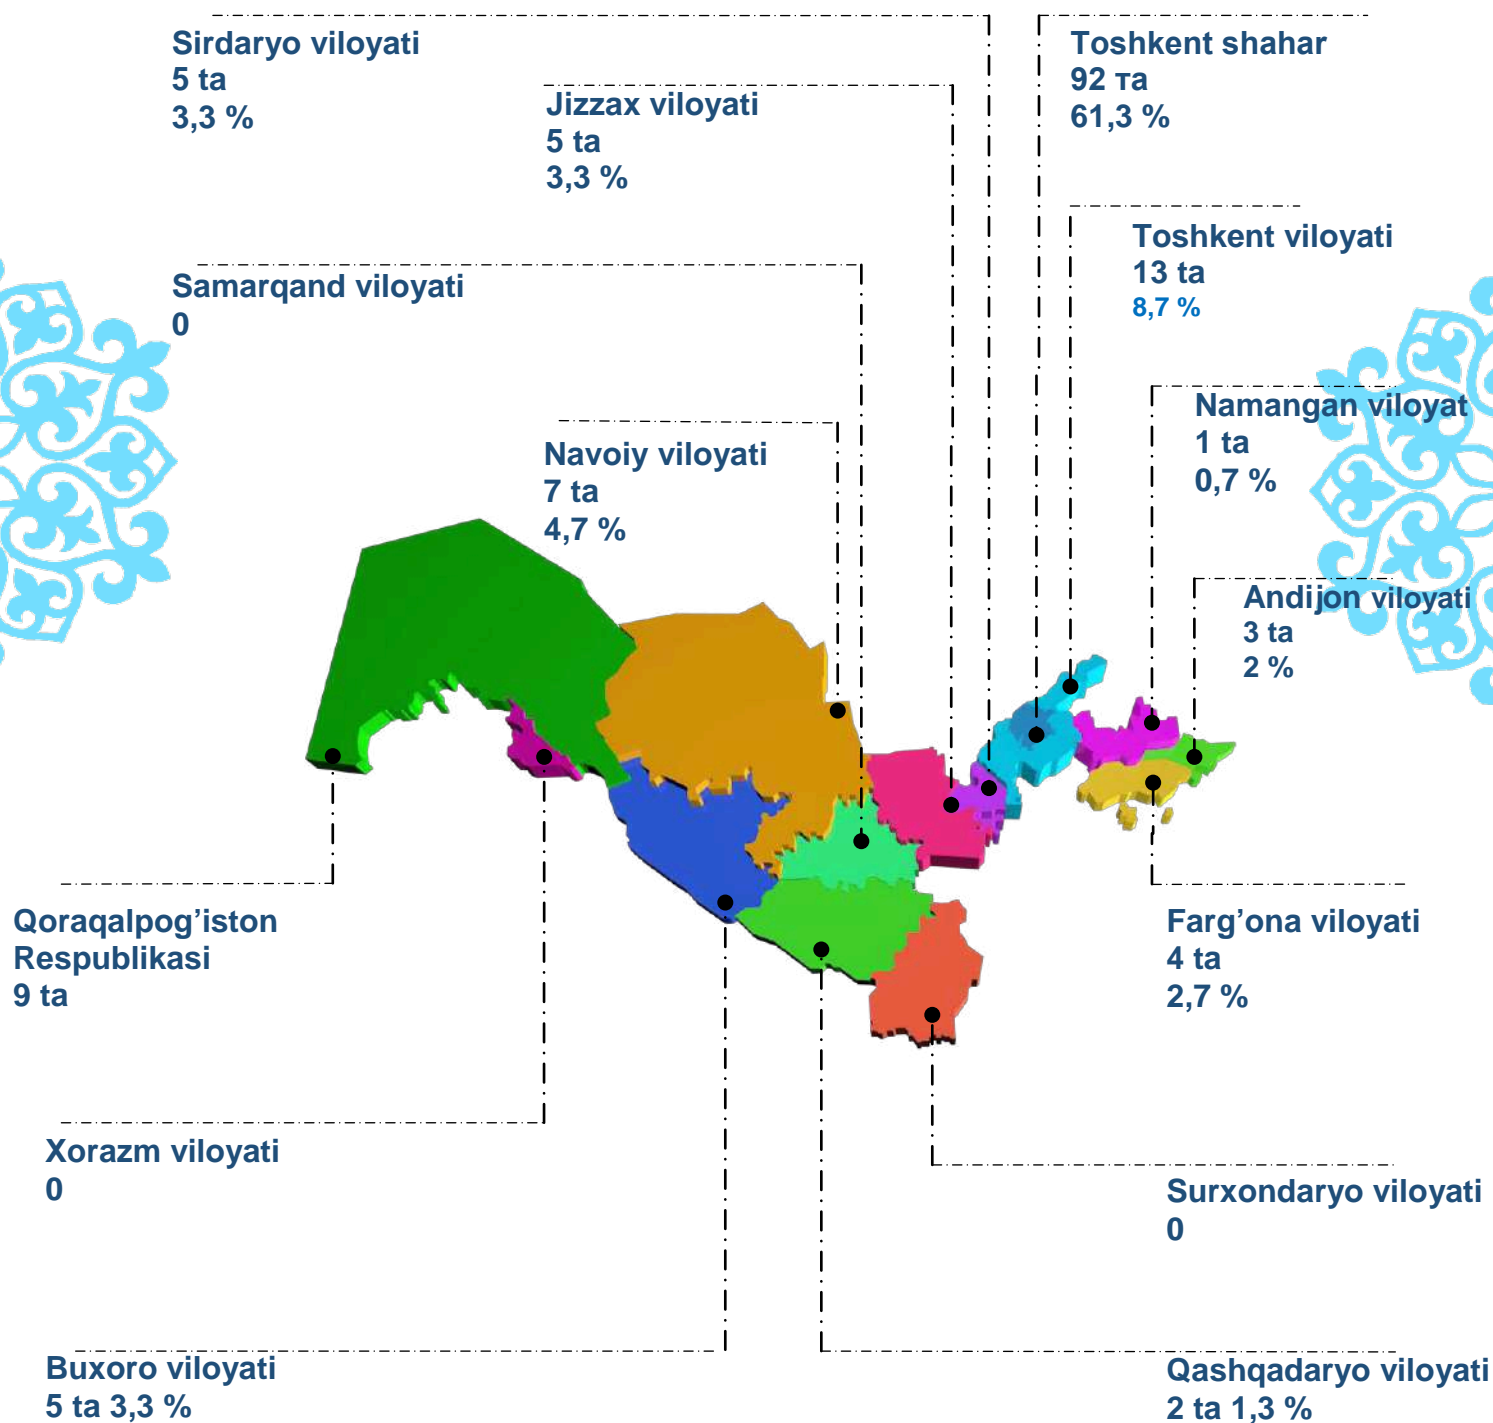 Sirdaryo viloyati
5 ta
3,3 %
Jizzax viloyati
5 ta
3,3 %
Toshkent shahar
92 та
61,3 %
Toshkent viloyati
13 ta
8,7 %
Samarqand viloyati
0
Navoiy viloyati
7 ta
4,7 %
Namangan viloyat
1 ta
0,7 %
Andijon viloyati
3 ta
2 %
Qoraqalpog’iston
Respublikasi
9 ta
Farg’ona viloyati
4 ta
2,7 %
Xorazm viloyati
0
Surxondaryo viloyati
0
Buxoro viloyati
5 ta 3,3 %
Qashqadaryo viloyati
2 ta 1,3 %